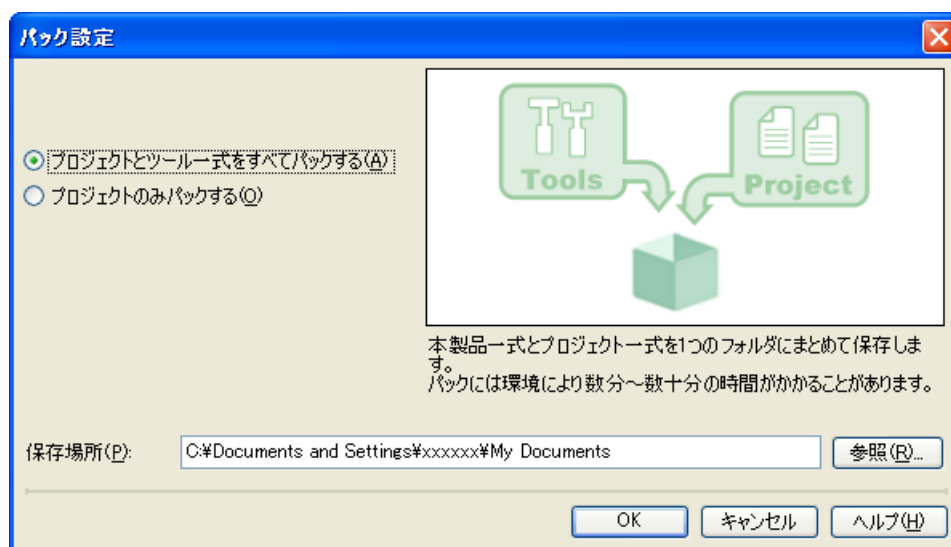 パック設定
プロジェクトとツール一式をすべてパックする(A)
プロジェクトのみパックする(O)
Tools
Project
本製品一式とプロジェクト一式を1つのフォルダにまとめて保存しま
す。
パックには環境により数分～数十分の時間がかかることがあります。
保存場所(P):
C:¥Documents and Settings¥xxxxxx¥My Documents
参照(R)...
OK
キャンセル
ヘルプ(H)